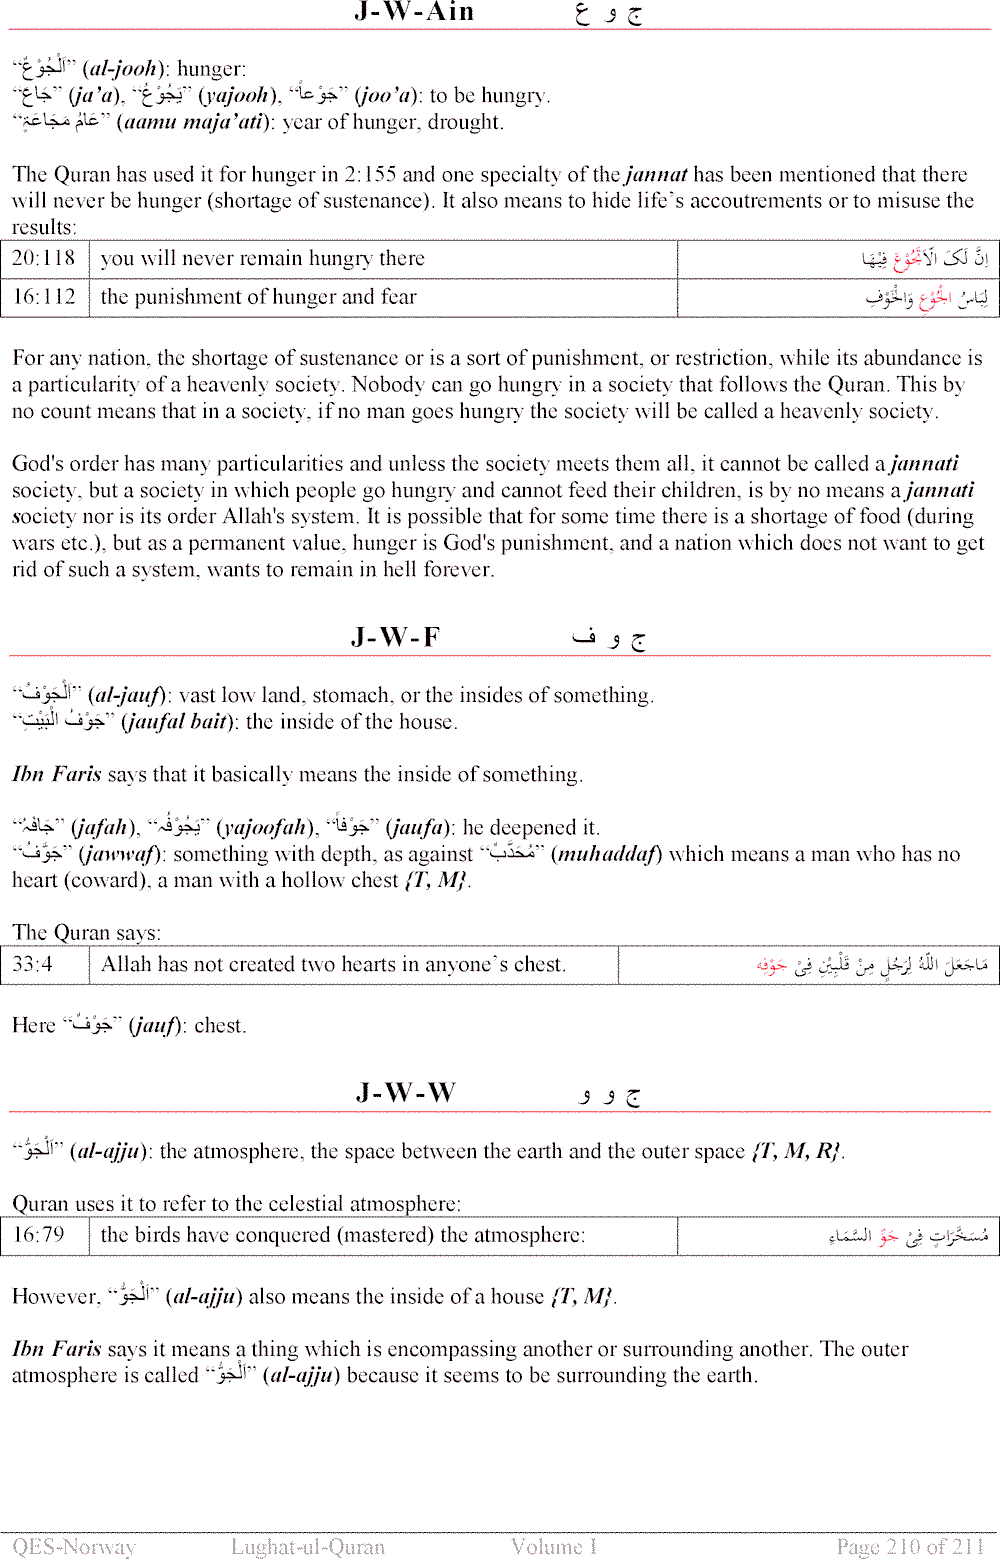 J-W-Ain ج و ع
“اَلْجُوْعُ” (al-jooh): hunger:
“جَاعَ” (ja’a), “يَجُوْعُ” (yajooh), “جَوْعاً” (joo’a): to be hungry.
“عَامُ مَجَاعَۃٍ” (aamu maja’ati): year of hunger, drought.
The Quran has used it for hunger in 2:155 and one specialty of the jannat has been mentioned that there
will never be hunger (shortage of sustenance). It also means to hide life’s accoutrements or to misuse the
results:
20:118 you will never remain hungry there اِنَّ لَکَ الَّاَتَجُوْعَ فِيْهَا
16:112 the punishment of hunger and fear لِبَاسُ الْجُوْعِ وَالْخَوْفِ
For any nation, the shortage of sustenance or is a sort of punishment, or restriction, while its abundance is
a particularity of a heavenly society. Nobody can go hungry in a society that follows the Quran. This by
no count means that in a society, if no man goes hungry the society will be called a heavenly society.
God's order has many particularities and unless the society meets them all, it cannot be called a jannati
society, but a society in which people go hungry and cannot feed their children, is by no means a jannati
society nor is its order Allah's system. It is possible that for some time there is a shortage of food (during
wars etc.), but as a permanent value, hunger is God's punishment, and a nation which does not want to get
rid of such a system, wants to remain in hell forever.
J-W-F ج و ف
“اَلْجَوْفُ” (al-jauf): vast low land, stomach, or the insides of something.
“جَوْفُ الْبَيْتِ” (jaufal bait): the inside of the house.
Ibn Faris says that it basically means the inside of something.
“جَافَہُ” (jafah), “يَجُوْفُہ” (yajoofah), “جَوْفاً” (jaufa): he deepened it.
“جَوَّفُ” (jawwaf): something with depth, as against “مُحَدَّبٌ” (muhaddaf) which means a man who has no
heart (coward), a man with a hollow chest {T, M}.
The Quran says:
33:4 Allah has not created two hearts in anyone’s chest. مَاجَعَلَ اللّٰهُ لِرَجُلٍ مِنْ قَلْبَيْنِ فِىْ جَوْفِه
Here “جَوْفٌ” (jauf): chest.
J-W-W ج و و
“اَلْجَوُّ” (al-ajju): the atmosphere, the space between the earth and the outer space {T, M, R}.
Quran uses it to refer to the celestial atmosphere:
16:79 the birds have conquered (mastered) the atmosphere: مُسَخَّرَاتٍ فِىْ جَوِّ السَّمَاءِ
However, “اَلْجَوُّ” (al-ajju) also means the inside of a house {T, M}.
Ibn Faris says it means a thing which is encompassing another or surrounding another. The outer
atmosphere is called “اَلْجَوُّ” (al-ajju) because it seems to be surrounding the earth.
QES-Norway Lughat-ul-Quran Volume I Page 210 of 211